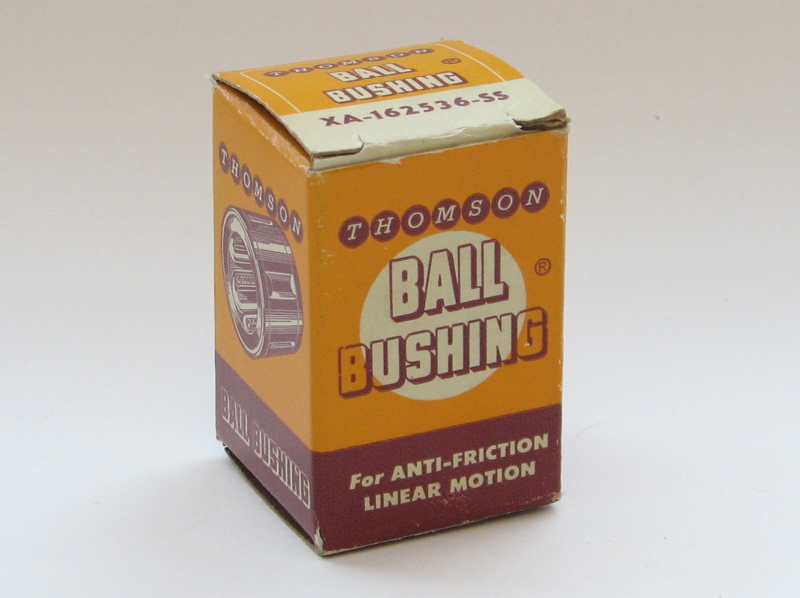 THOMSON
BALL
BUSHING
XA-162536-SS
THOMSON
BALL BUSHING
THOMSON
BALL ®
BUSHING
For ANTI-FRICTION
LINEAR MOTION